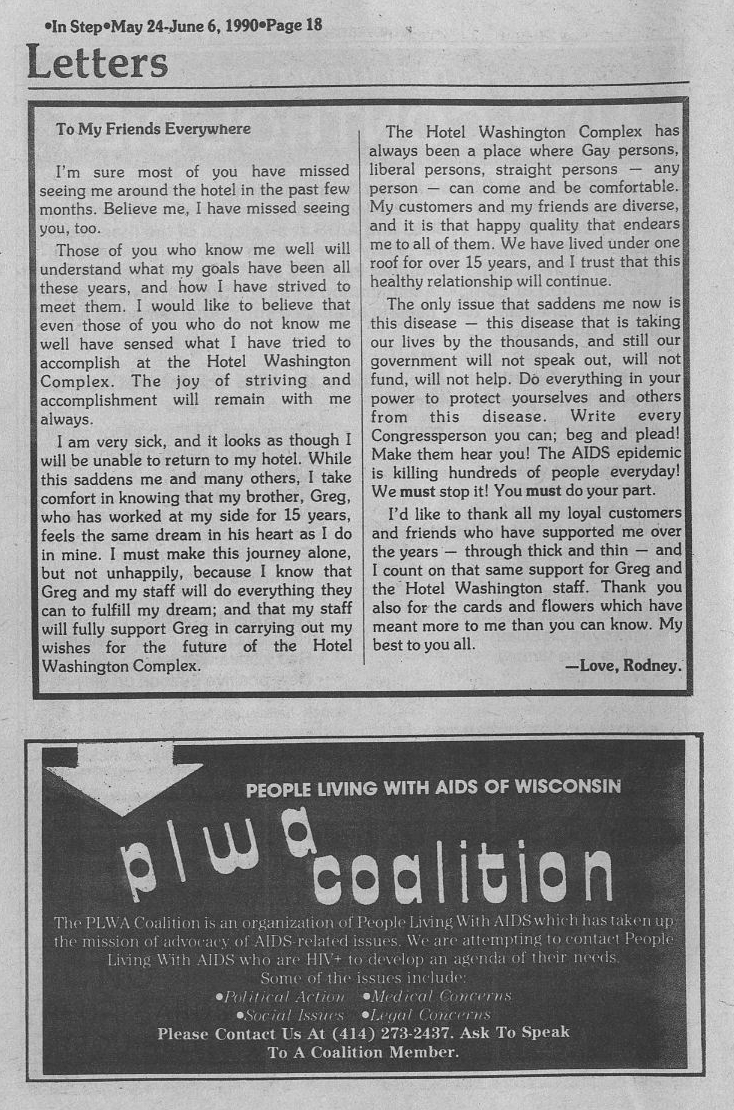 •In Step•May 24-June 6, 1990•Page 18
Letters
To My Friends Everywhere
I'm sure most of you have missed
seeing me around the hotel in the past few
months. Believe me, I have missed seeing
you, too.
Those of you who know me well will
understand what my goals have been all
these years, and how I have strived to
meet them. I would like to believe that
even those of you who do not know me
well have sensed what I have tried to
accomplish at the Hotel Washington
Complex. The joy of striving and
accomplishment will remain with me
always.
I am very sick, and it looks as though I
will be unable to return to my hotel. While
this saddens me and many others, I take
comfort in knowing that my brother, Greg,
who has worked at my side for 15 years,
feels the same dream in his heart as I do
in mine. I must make this journey alone,
but not unhappily, because I know that
Greg and my staff will do everything they
can to fulfill my dream; and that my staff
will fully support Greg in carrying out my
wishes for the future of the Hotel
Washington Complex.
The Hotel Washington Complex has
always been a place where Gay persons,
liberal persons, straight persons — any
person — can come and be comfortable.
My customers and my friends are diverse,
and it is that happy quality that endears
me to all of them. We have lived under one
roof for over 15 years, and I trust that this
healthy relationship will continue.
The only issue that saddens me now is
this disease — this disease that is taking
our lives by the thousands, and still our
government will not speak out, will not
fund, will not help. Do everything in your
power to protect yourselves and others
from this disease. Write every
Congressperson you can; beg and plead!
Make them hear you! The AIDS epidemic
is killing hundreds of people everyday!
We must stop it! You must do your part.
I'd like to thank all my loyal customers
and friends who have supported me over
the years — through thick and thin — and
I count on that same support for Greg and
the Hotel Washington staff. Thank you
also for the cards and flowers which have
meant more to me than you can know. My
best to you all.
—Love, Rodney.
PEOPLE LIVING WITH AIDS OF WISCONSIN
plwa
coalition
The PLWA Coalition is an organization of People Living With AIDS which has taken up
the mission of advocacy of AIDS-related issues. We are attempting to contact People
Living With AIDS who are HIV+ to develop an agenda of their needs.
Some of the issues include:
•Political Action •Medical Concerns
•Social Issues •Legal Concerns
Please Contact Us At (414) 273-2437. Ask To Speak
To A Coalition Member.